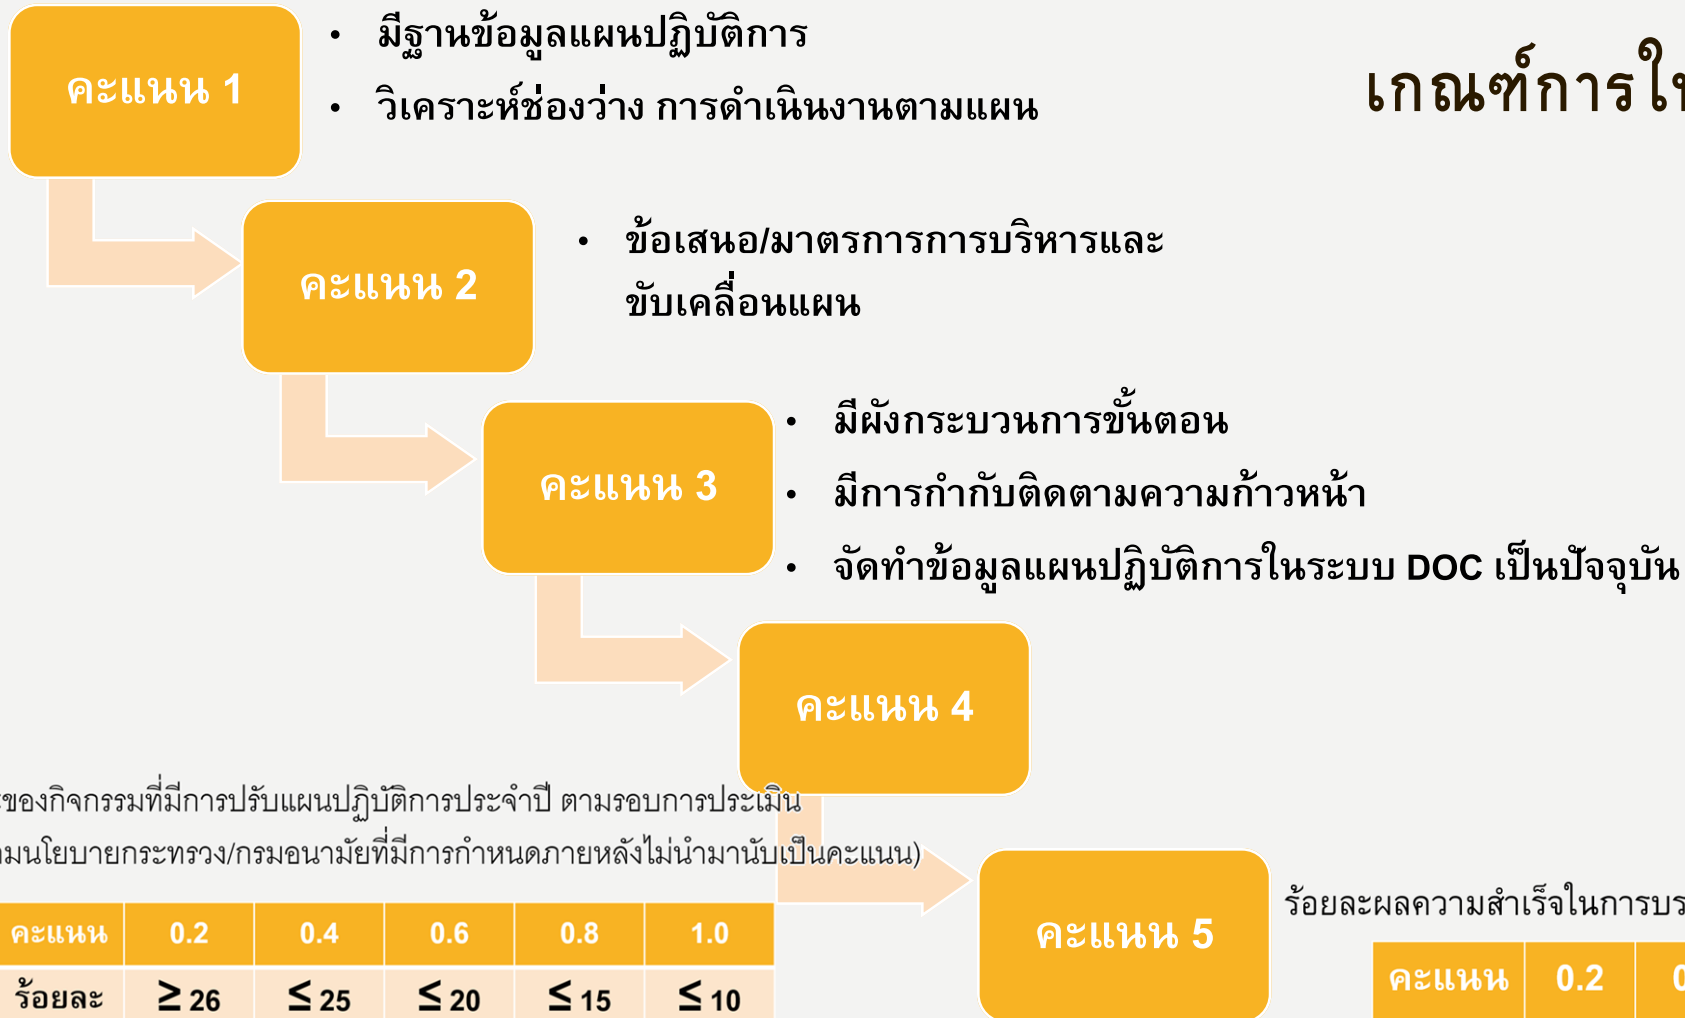 คะแนน 1
• มีฐานข้อมูลแผนปฏิบัติการ
• วิเคราะห์ช่องว่าง การดำเนินงานตามแผน
เกณฑ์การให้
คะแนน 2
• ข้อเสนอ/มาตรการการบริหารและ
ขับเคลื่อนแผน
คะแนน 3
• มีผังกระบวนการขั้นตอน
• มีการกำกับติดตามความก้าวหน้า
• จัดทำข้อมูลแผนปฏิบัติการในระบบ DOC เป็นปัจจุบัน
คะแนน 4
ของกิจกรรมที่มีการปรับแผนปฏิบัติการประจำปี ตามรอบการประเมิน
มนโยบายกระทรวง/กรมอนามัยที่มีการกำหนดภายหลังไม่นำมานับเป็นคะแนน)
คะแนน 0.2 0.4 0.6 0.8 1.0
ร้อยละ ≥ 26 ≤ 25 ≤ 20 ≤ 15 ≤ 10
คะแนน 5
ร้อยละผลความสำเร็จในการบร
คะแนน 0.2